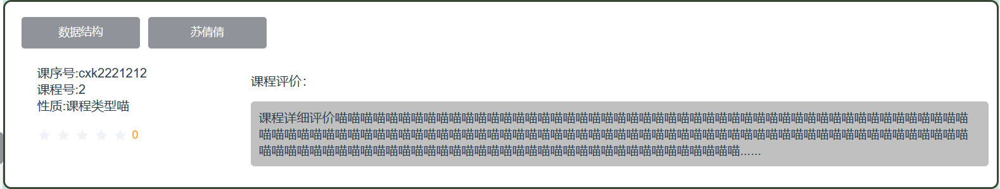 数据结构
苏倩倩
课序号:cxk2221212
课程号:2
性质:课程类型喵
0
课程评价：
课程详细评价喵喵喵喵喵喵喵喵喵喵喵喵喵喵喵喵喵喵喵喵喵喵喵喵喵喵喵喵喵喵喵喵喵喵喵喵喵喵喵喵喵喵喵喵喵喵喵喵喵喵
喵喵喵喵喵喵喵喵喵喵喵喵喵喵喵喵喵喵喵喵喵喵喵喵喵喵喵喵喵喵喵喵喵喵喵喵喵喵喵喵喵喵喵喵喵喵喵喵喵喵喵喵喵喵喵喵
喵喵喵喵喵喵喵喵喵喵喵喵喵喵喵喵喵喵喵喵喵喵喵喵喵喵喵喵喵喵喵喵喵喵喵喵喵喵......